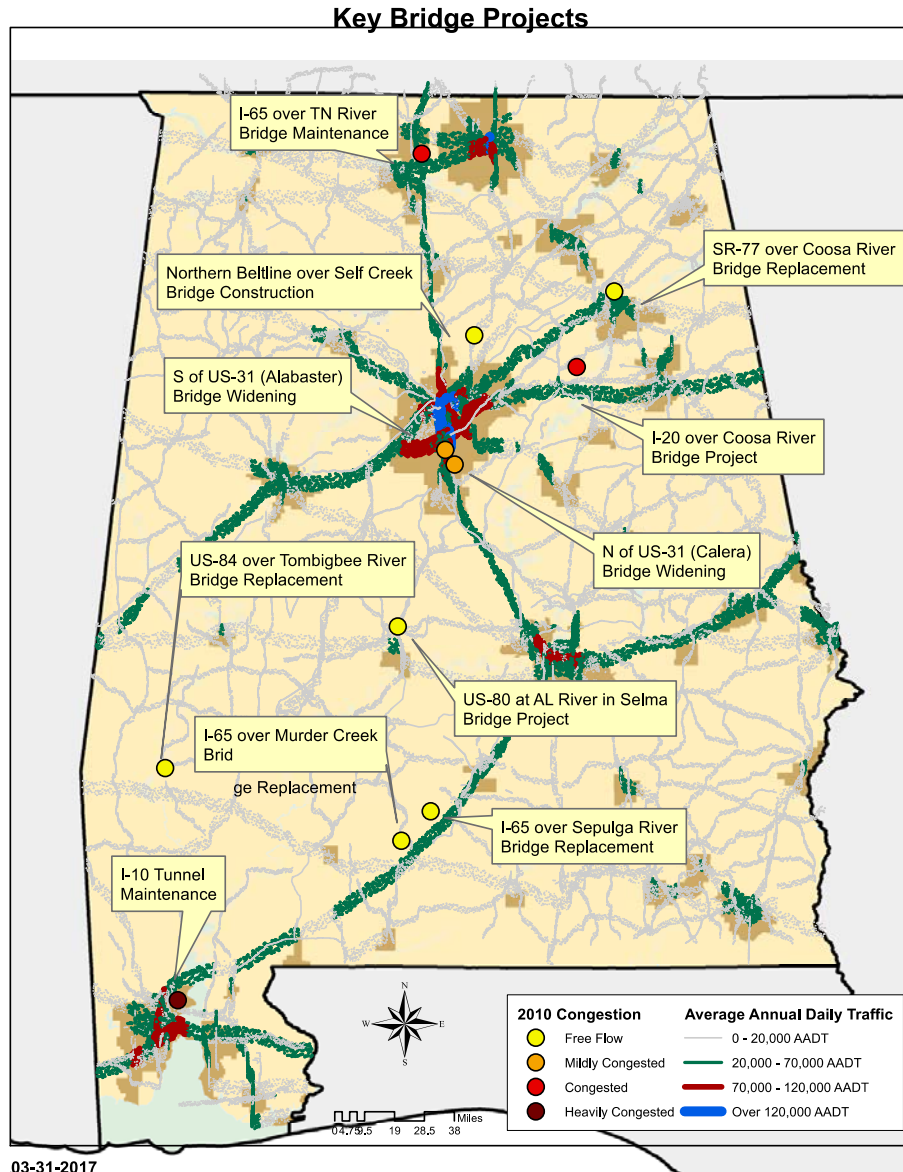 Key Bridge Projects
I-65 over TN River
Bridge Maintenance
SR-77 over Coosa River
Bridge Replacement
Northern Beltline over Self Creek
Bridge Construction
S of US-31 (Alabaster)
Bridge Widening
I-20 over Coosa River
Bridge Project
N of US-31 (Calera)
Bridge Widening
US-84 over Tombigbee River
Bridge Replacement
US-80 at AL River in Selma
Bridge Project
I-65 over Murder Creek
Brid
ge Replacement
I-65 over Sepulga River
Bridge Replacement
I-10 Tunnel
Maintenance
N
W E
S
2010 Congestion
Free Flow
Mildly Congested
Congested
Heavily Congested
Average Annual Daily Traffic
0 - 20,000 AADT
20,000 - 70,000 AADT
70,000 - 120,000 AADT
Over 120,000 AADT
Miles
0 4.75 9.5 19 28.5 38
03-31-2017